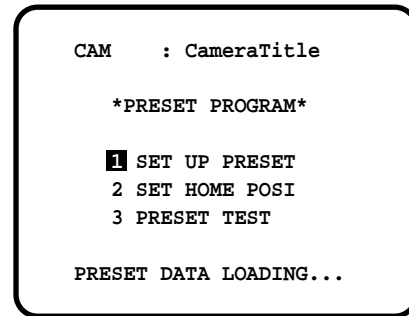 CAM : CameraTitle
*PRESET PROGRAM*
1 SET UP PRESET
2 SET HOME POSI
3 PRESET TEST
PRESET DATA LOADING...